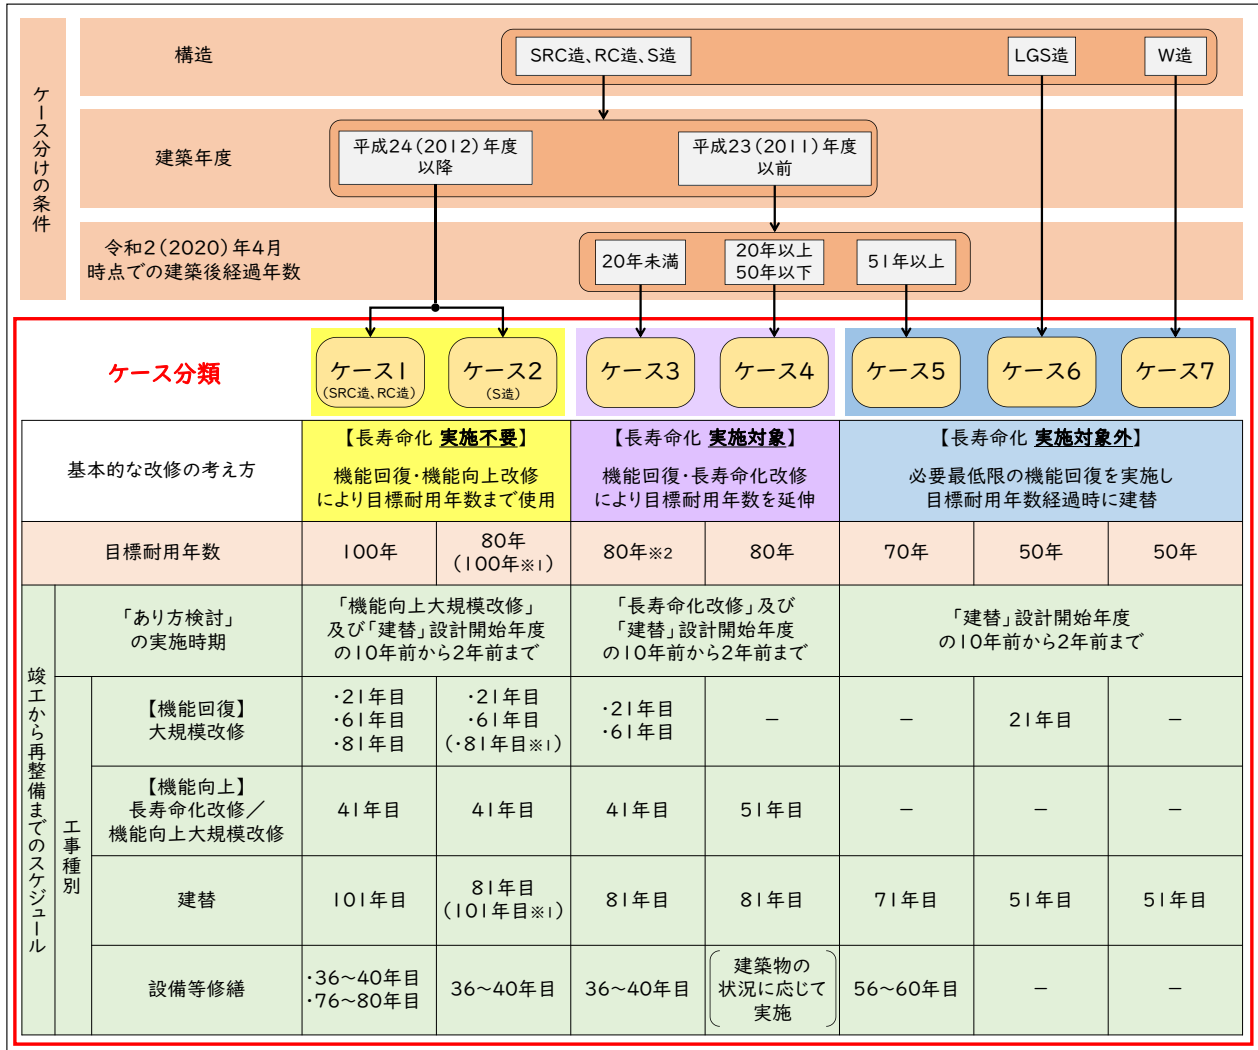 ケース分けの条件
構造
SRC造、RC造、S造
LGS造
W造
建築年度
平成24(2012)年度
以降
平成23(2011)年度
以前
令和2(2020)年4月
時点での建築後経過年数
20年未満
20年以上
50年以下
51年以上
ケース分類
ケース1
(SRC造、RC造)
ケース2
(S造)
ケース3
ケース4
ケース5
ケース6
ケース7
基本的な改修の考え方
【長寿命化 実施不要】
機能回復・機能向上改修
により目標耐用年数まで使用
【長寿命化 実施対象】
機能回復・長寿命化改修
により目標耐用年数を延伸
【長寿命化 実施対象外】
必要最低限の機能回復を実施し
目標耐用年数経過時に建替
目標耐用年数
100年
80年
(100年※1)
80年※2
80年
70年
50年
50年
竣工から再整備までのスケジュール
「あり方検討」
の実施時期
「機能向上大規模改修」
及び「建替」設計開始年度
の10年前から2年前まで
「長寿命化改修」及び
「建替」設計開始年度
の10年前から2年前まで
「建替」設計開始年度
の10年前から2年前まで
工事種別
【機能回復】
大規模改修
・21年目
・61年目
・81年目
・21年目
・61年目
(・81年目※1)
・21年目
・61年目
－
－
21年目
－
【機能向上】
長寿命化改修／
機能向上大規模改修
41年目
41年目
41年目
51年目
－
－
－
建替
101年目
81年目
(101年目※1)
81年目
81年目
71年目
51年目
51年目
設備等修繕
・36～40年目
・76～80年目
36～40年目
36～40年目
建築物の
状況に応じて
実施
56～60年目
－
－